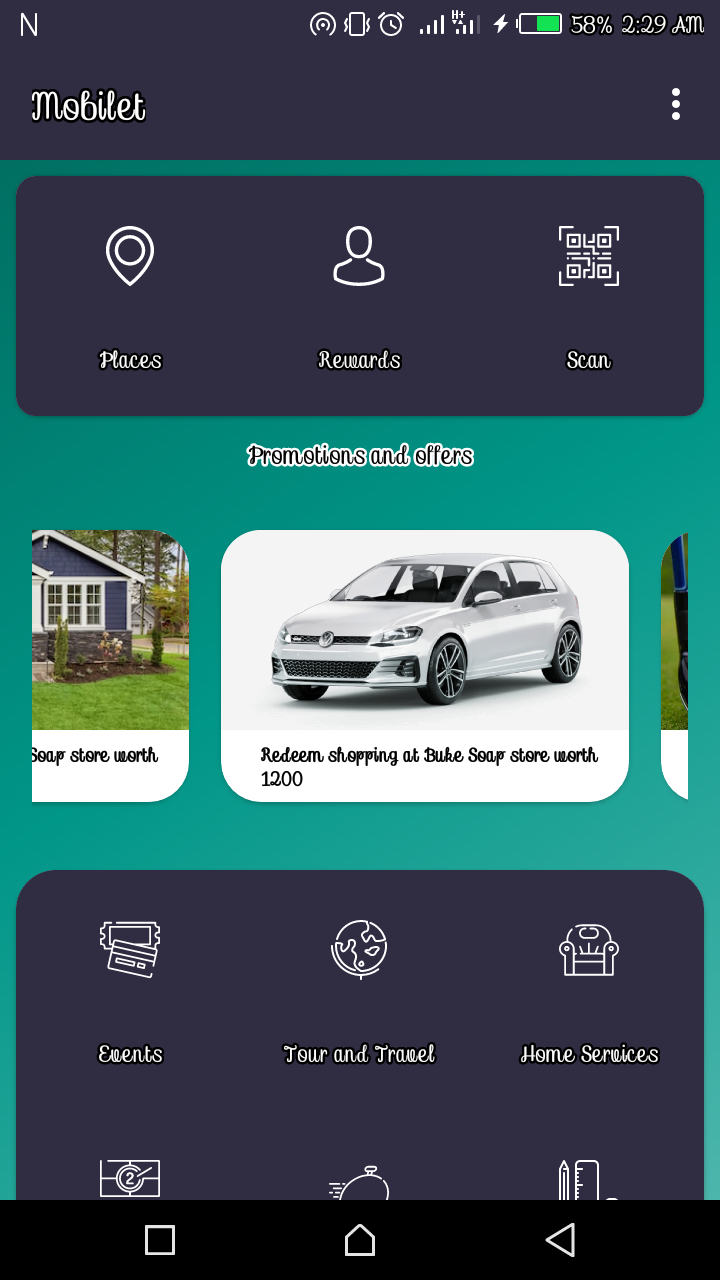 N
H+
58% 2:29 AM
Mobilet
Places
Rewards
Scan
Promotions and offers
Soap store worth
Redeem shopping at Buke Soap store worth
1200
Events
Tour and Travel
Home Services
2